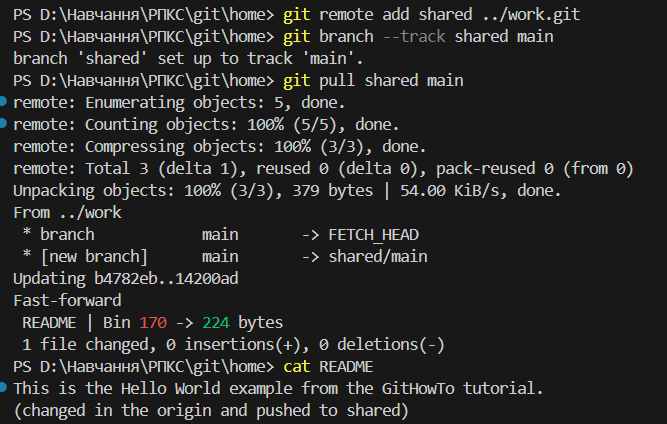 PS D:\Навчання\РПКС\git\home> git remote add shared ../work.git
PS D:\Навчання\РПКС\git\home> git branch --track shared main
branch 'shared' set up to track 'main'.
PS D:\Навчання\РПКС\git\home> git pull shared main
remote: Enumerating objects: 5, done.
remote: Counting objects: 100% (5/5), done.
remote: Compressing objects: 100% (3/3), done.
remote: Total 3 (delta 1), reused 0 (delta 0), pack-reused 0 (from 0)
Unpacking objects: 100% (3/3), 379 bytes | 54.00 KiB/s, done.
From ../work
 * branch            main       -> FETCH_HEAD
 * [new branch]      main       -> shared/main
Updating b4782eb..14200ad
Fast-forward
 README | Bin 170 -> 224 bytes
 1 file changed, 0 insertions(+), 0 deletions(-)
PS D:\Навчання\РПКС\git\home> cat README
This is the Hello World example from the GitHowTo tutorial.
(changed in the origin and pushed to shared)